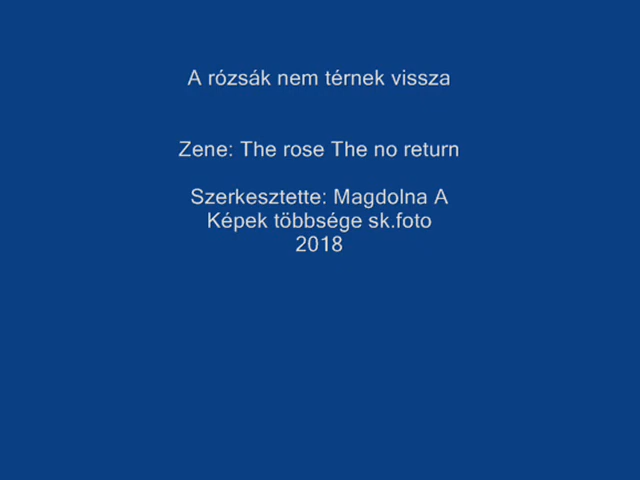 A rózsák nem térnek vissza
Zene: The rose The no return
Szerkesztette: Magdolna A
Képek többsége sk.foto
2018